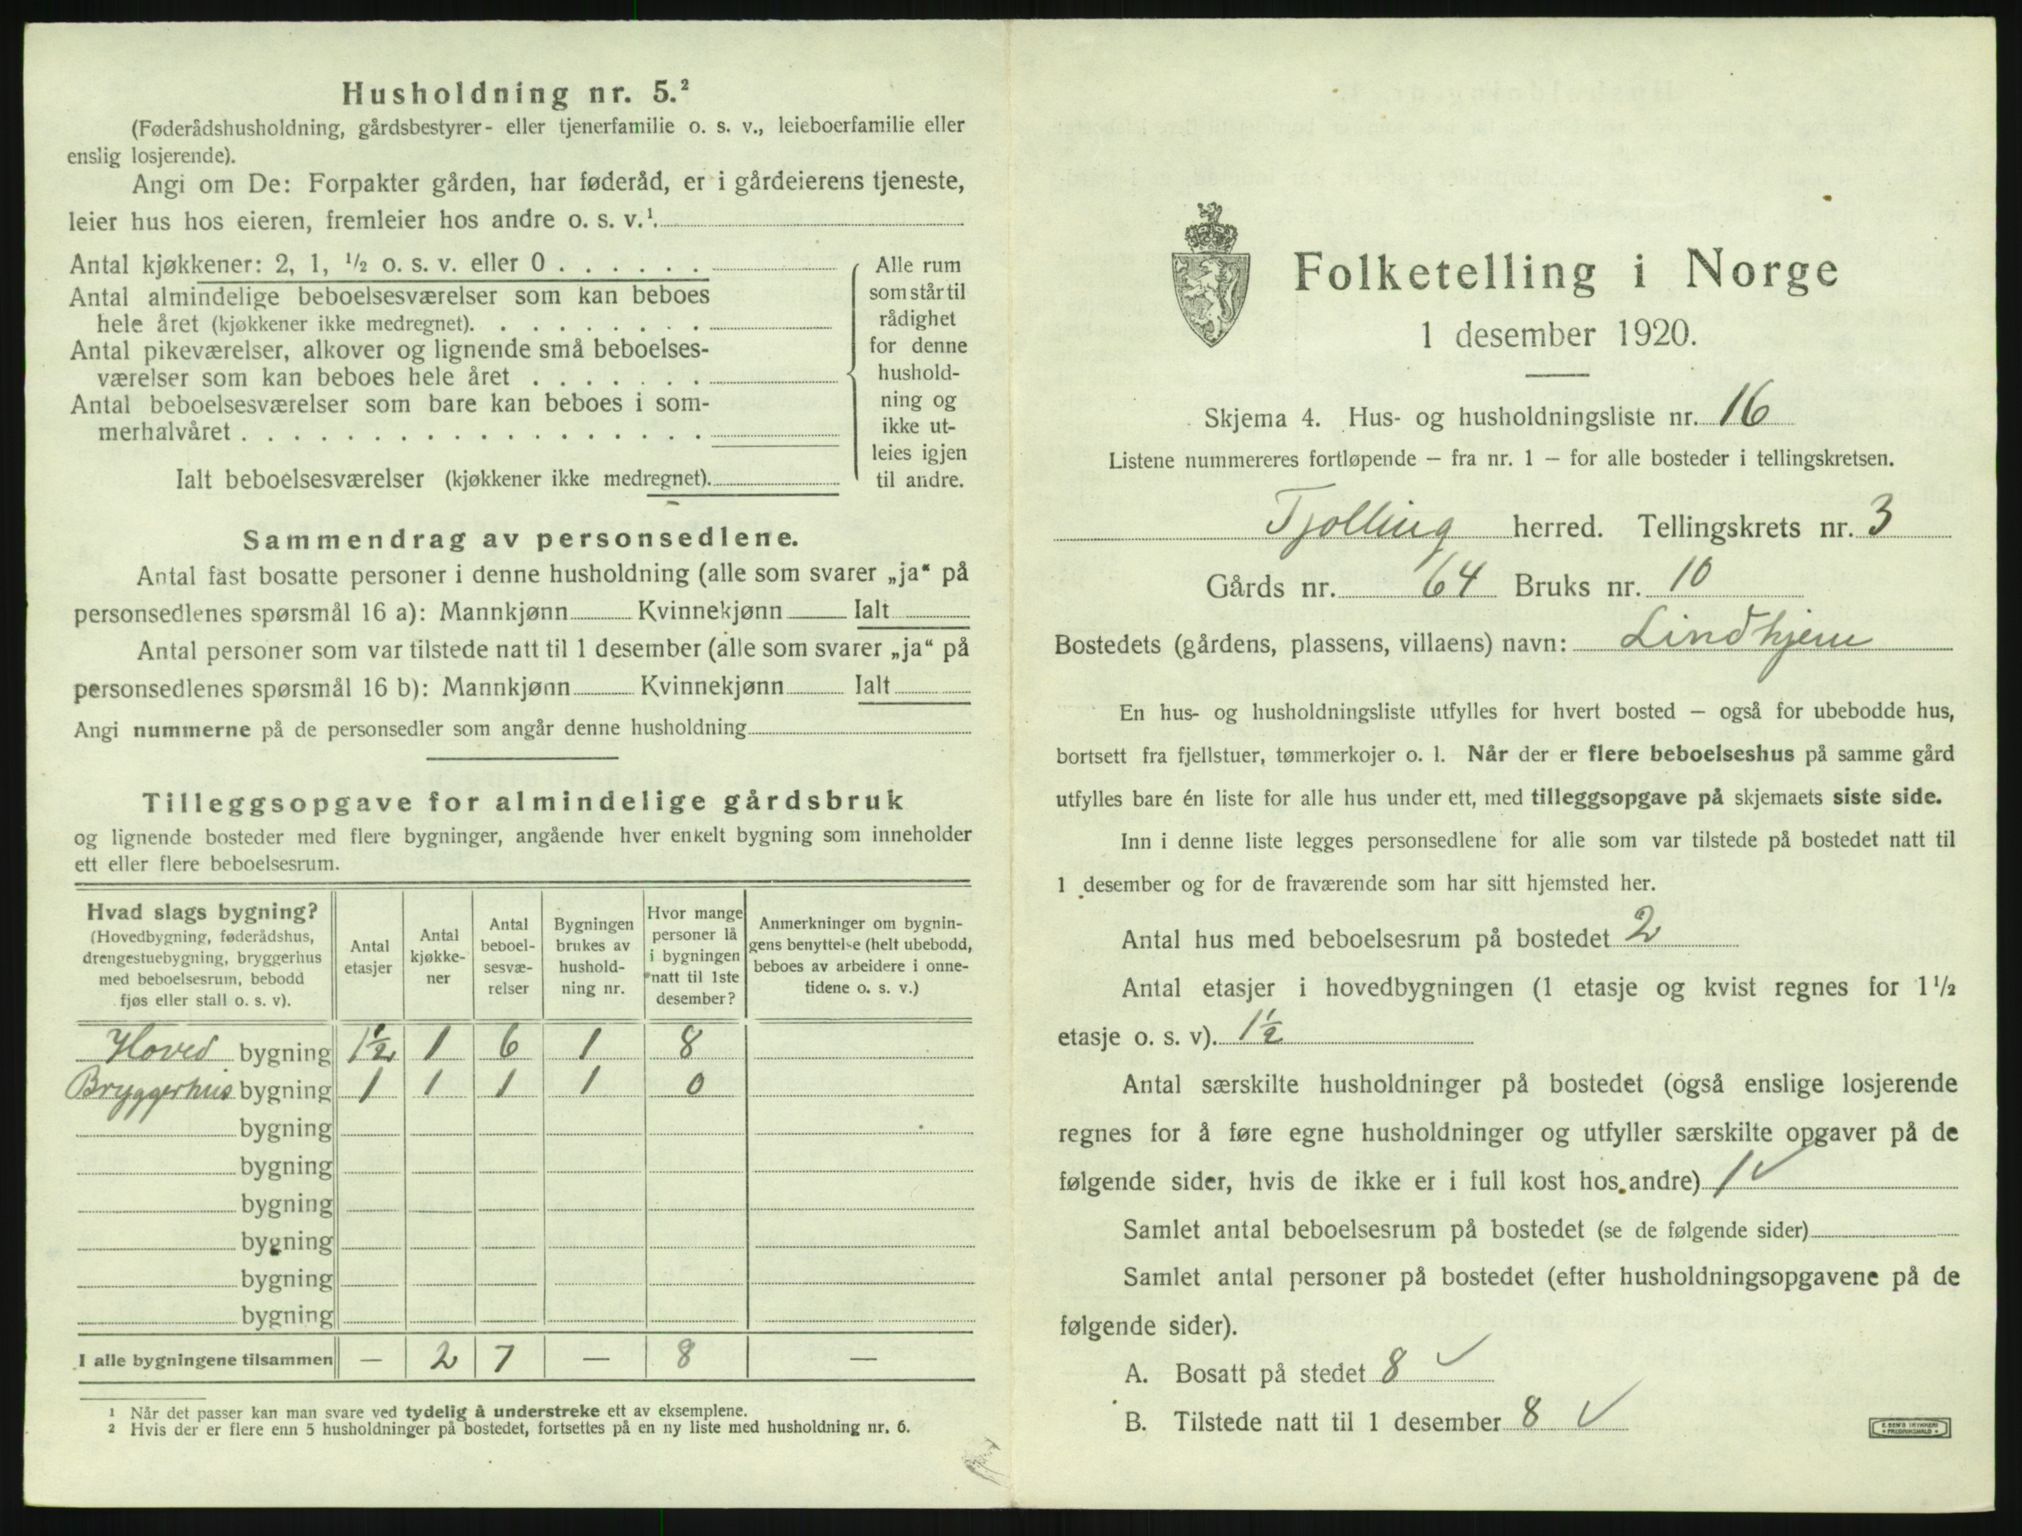 Husholdning nr. 5.²
(Føderådshusholdning, gårdsbestyrer- eller tjenerfamilie o. s. v., leieboerfamilie eller
enslig losjerende).
Angi om De: Forpakter gården, har føderåd, er i gårdeierens tjeneste,
leier hus hos eieren, fremleier hos andre o. s. v.¹.
Antal kjøkkener: 2, 1, ½ o. s. v. eller 0 . . . . . .
Antal almindelige beboelsesværelser som kan beboes
hele året (kjøkkener ikke medregnet). . . . . . . . .
Antal pikeværelser, alkover og lignende små beboelses-
værelser som kan beboes hele året . . . . . . .
Antal beboelsesværelser som bare kan beboes i som-
merhalvåret . . . . . . . . . . . . . . . . . .
Ialt beboelsesværelser (kjøkkener ikke medregnet).
Alle rum
som står til
rådighet
for denne
hushold-
ning og
ikke ut-
leies igjen
til andre.
Sammendrag av personsedlene.
Antal fast bosatte personer i denne husholdning (alle som svarer „ja“ på
personsedlenes spørsmål 16 a): Mannkjønn Kvinnekjønn Ialt
Antal personer som var tilstede natt til 1 desember (alle som svarer „ja“ på
personsedlenes spørsmål 16 b): Mannkjønn Kvinnekjønn Ialt
Angi nummerne på de personsedler som angår denne husholdning
Tilleggsopgave for almindelige gårdsbruk
og lignende bosteder med flere bygninger, angående hver enkelt bygning som inneholder
ett eller flere beboelsesrum.
Hvad slags bygning?
(Hovedbygning, føderådshus,
drengestuebygning, bryggerhus
med beboelsesrum, bebodd
fjøs eller stall o. s. v).
Antal
etasjer
Antal
kjøkke-
ner
Antal
beboel-
sesvæ-
relser
Bygningen
brukes av
hushold-
ning nr.
Hvor mange
personer lå
i bygningen
natt til 1ste
desember?
Anmerkninger om bygnin-
gens benyttelse (helt ubebodd,
beboes av arbeidere i onne-
tidene o. s. v.)
Hoved bygning 1½ 1 6 1 8
Bryggerhus bygning 1 1 1 1 0
bygning
bygning
bygning
bygning
bygning
bygning
I alle bygningene tilsammen — 2 7 — 8 —
1 Når det passer kan man svare ved tydelig å understreke ett av eksemplene.
2 Hvis der er flere enn 5 husholdninger på bostedet, fortsettes på en ny liste med husholdning nr. 6.
Folketelling i Norge
1 desember 1920.
Skjema 4. Hus- og husholdningsliste nr. 16
Listene nummereres fortløpende – fra nr. 1 – for alle bosteder i tellingskretsen.
Tjølling herred. Tellingskrets nr. 3
Gårds nr. 64 Bruks nr. 10
Bostedets (gårdens, plassens, villaens) navn: Lindhjem
En hus- og husholdningsliste utfylles for hvert bosted – også for ubebodde hus,
bortsett fra fjellstuer, tømmerkojer o. l. Når der er flere beboelseshus på samme gård
utfylles bare én liste for alle hus under ett, med tilleggsopgave på skjemaets siste side.
Inn i denne liste legges personsedlene for alle som var tilstede på bostedet natt til
1 desember og for de fraværende som har sitt hjemsted her.
Antal hus med beboelsesrum på bostedet 2
Antal etasjer i hovedbygningen (1 etasje og kvist regnes for 1½
etasje o. s. v). 1½
Antal særskilte husholdninger på bostedet (også enslige losjerende
regnes for å føre egne husholdninger og utfyller særskilte opgaver på de
følgende sider, hvis de ikke er i full kost hos andre) 1 ✓
Samlet antal beboelsesrum på bostedet (se de følgende sider)
Samlet antal personer på bostedet (efter husholdningsopgavene på de
følgende sider).
A. Bosatt på stedet 8 ✓
B. Tilstede natt til 1 desember 8 ✓